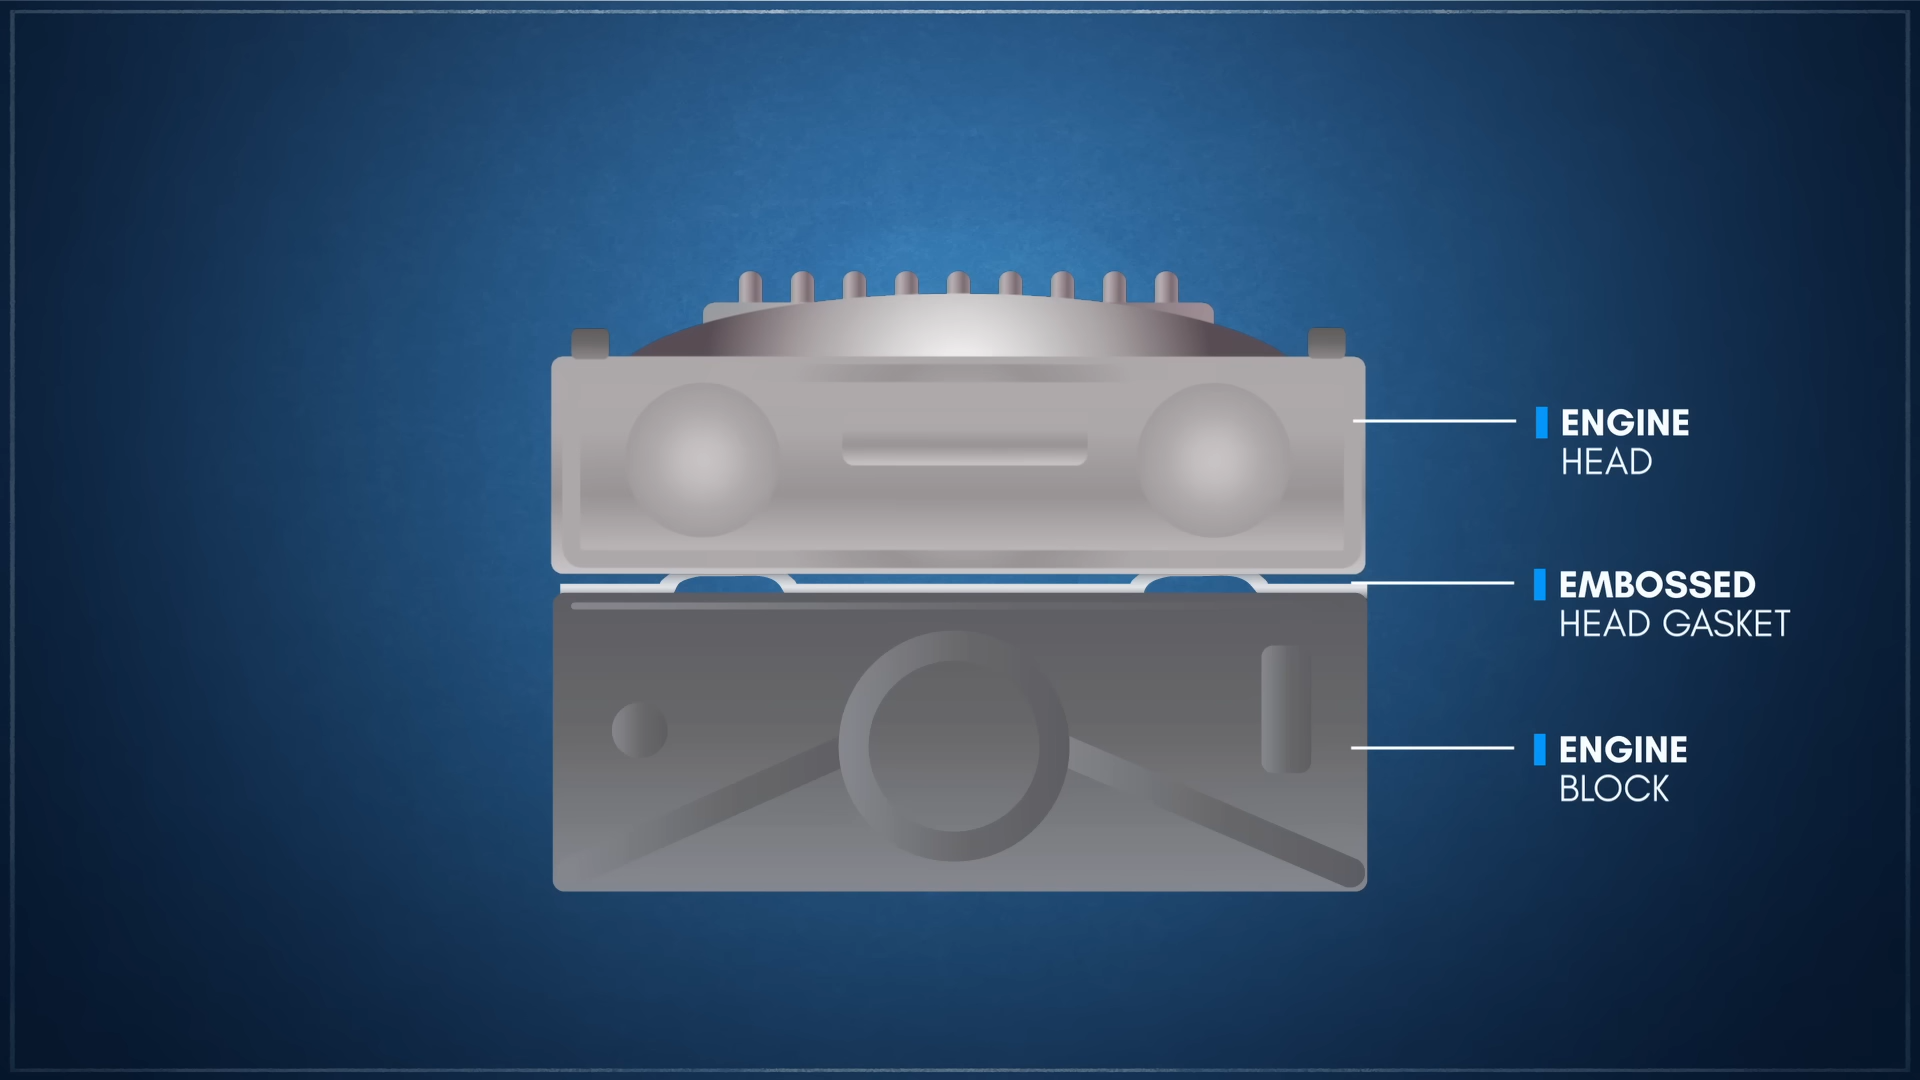 ENGINE
HEAD
EMBOSSED
HEAD GASKET
ENGINE
BLOCK